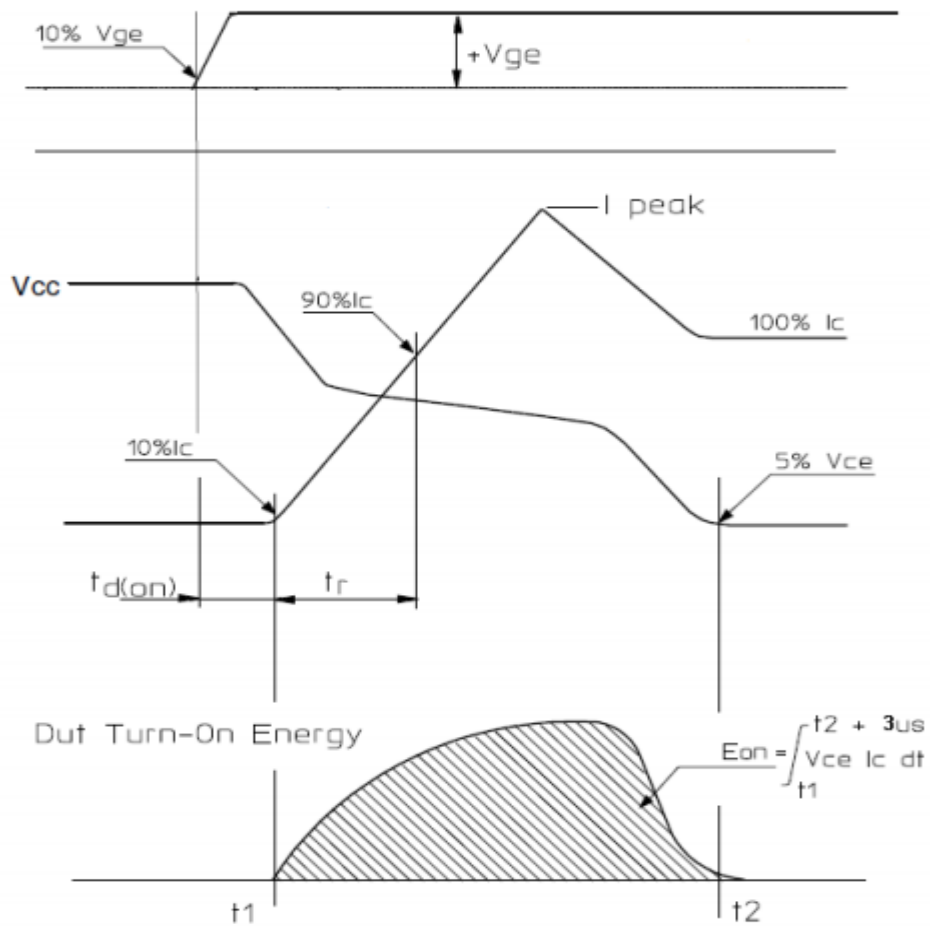 10% Vge
+Vge
I peak
Vcc
90%Ic
100% Ic
10%Ic
5% Vce
td(on)
tr
Dut Turn-On Energy
t2 + 3us
Eon = ∫ Vce Ic dt
t1
t1
t2